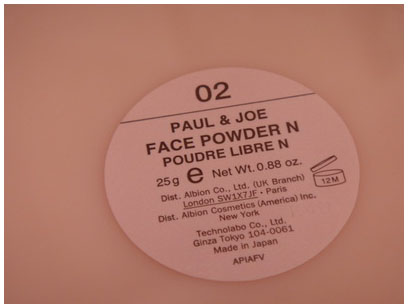 02
PAUL & JOE
FACE POWDER N
POUDRE LIBRE N
25g e Net Wt. 0.88 oz.
Dist. Albion Co., Ltd. (UK Branch)
London SW1X7JF • Paris
Dist. Albion Cosmetics (America) Inc.
New York
12M
Technolabo Co., Ltd.
Ginza Tokyo 104-0061
Made in Japan
APIAFV